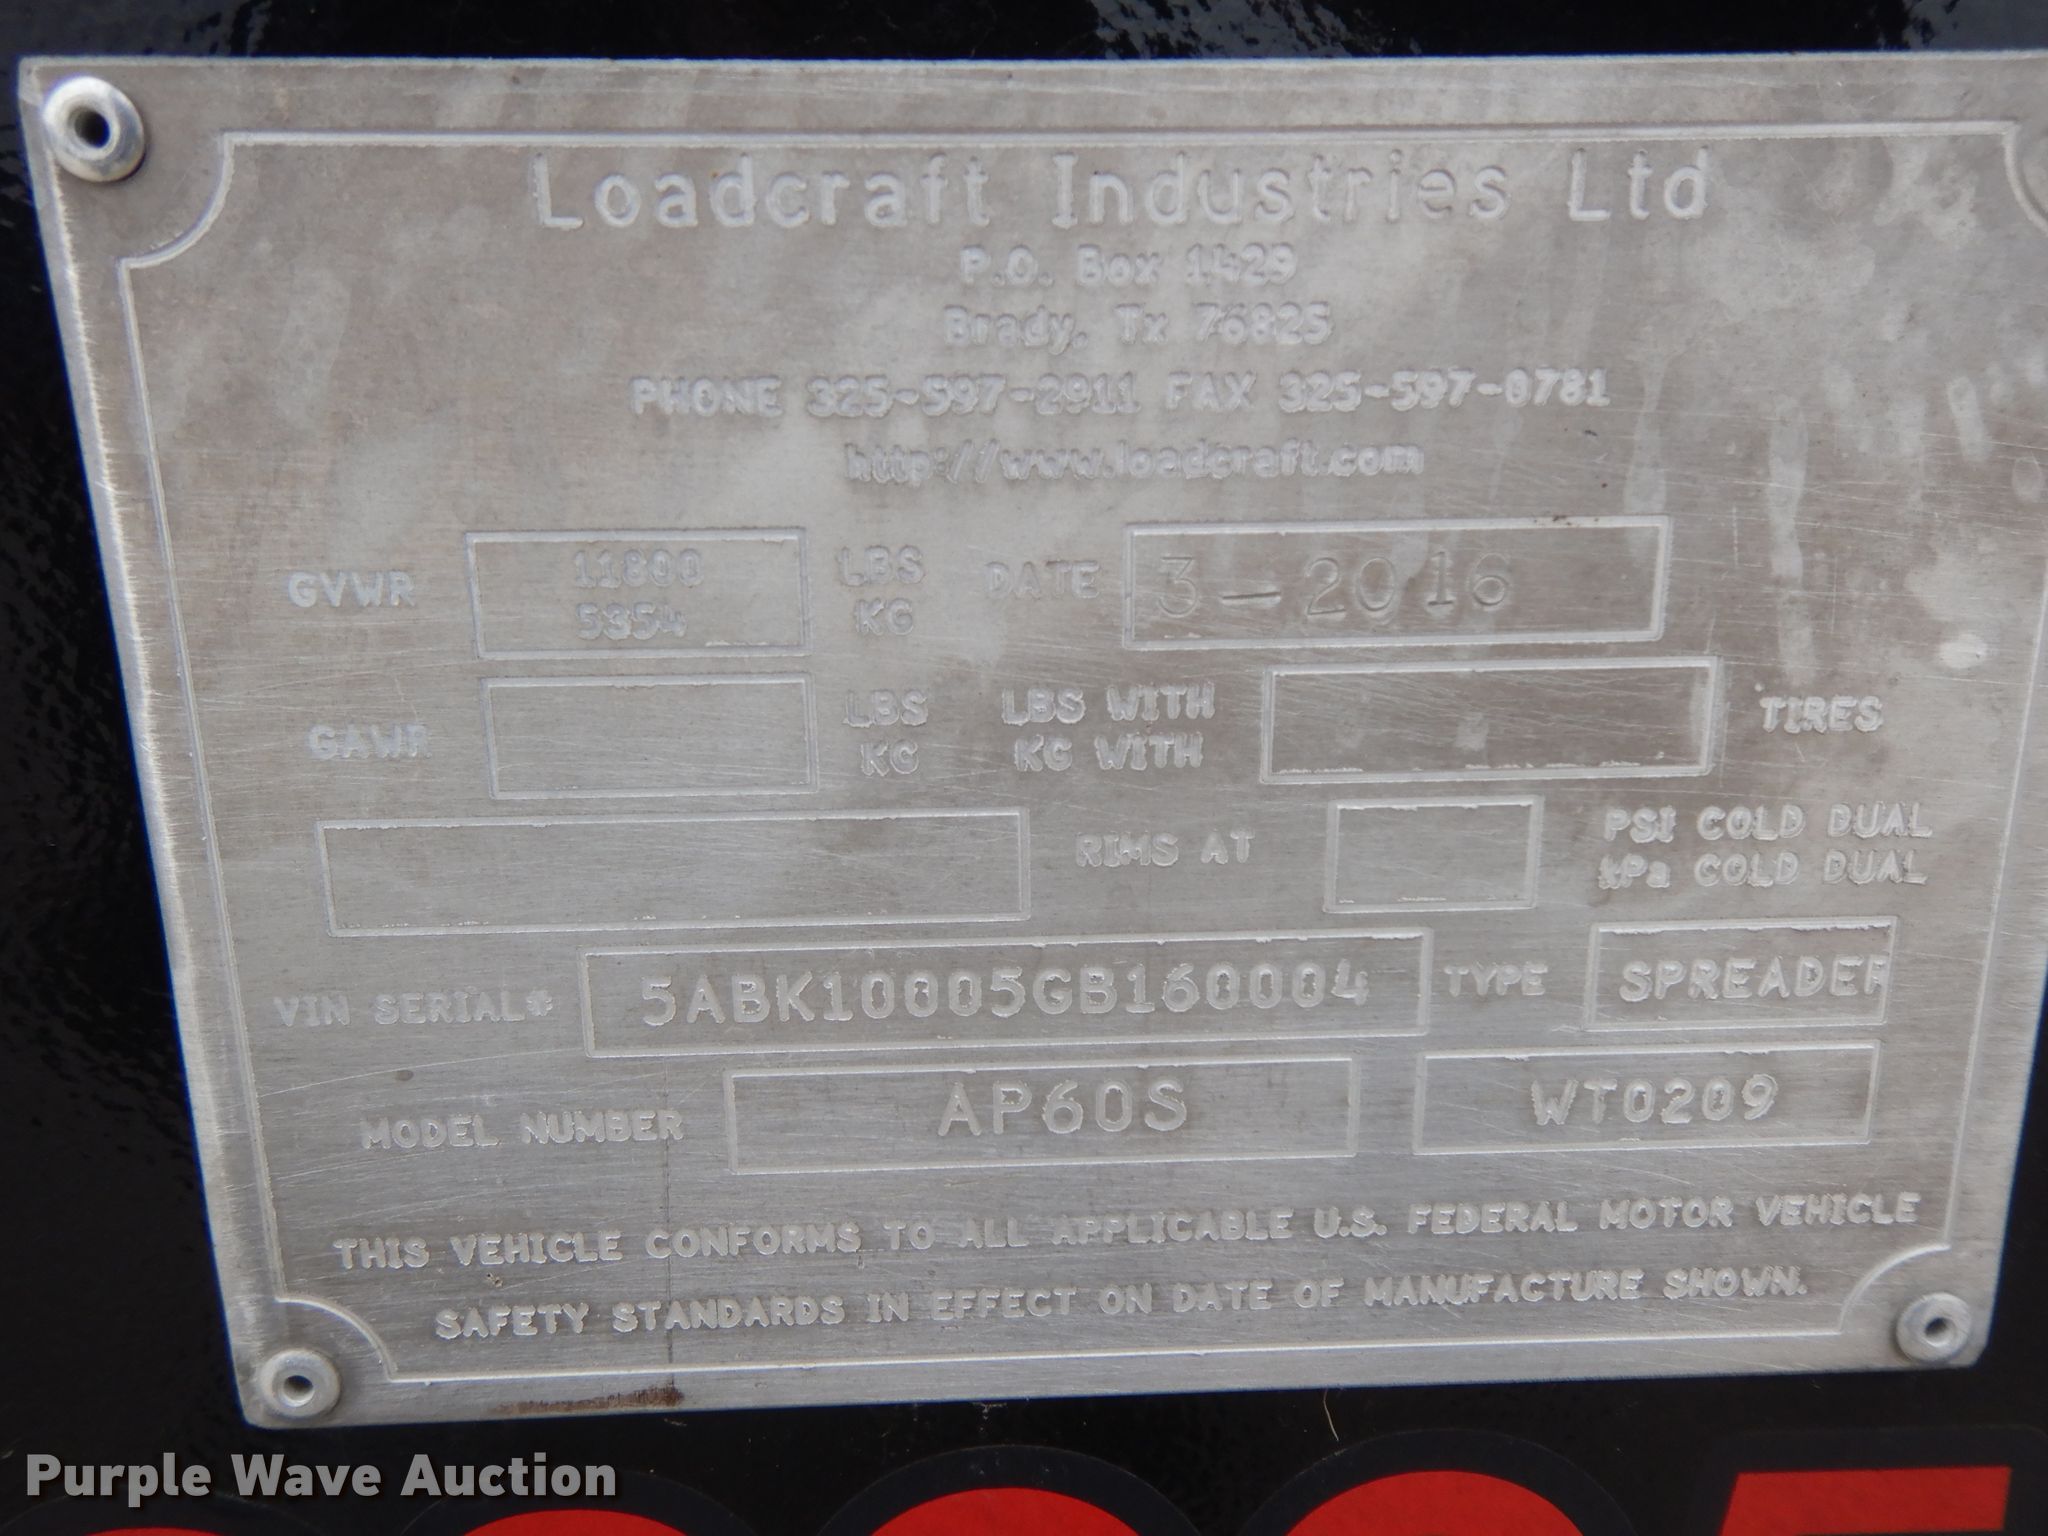 Loadcraft Industries Ltd
P.O. Box 1429
Brady, Tx 76825
PHONE 325-597-2911 FAX 325-597-0781
http://www.loadcraft.com
GVWR 11800 LBS DATE 3-2016
5354 KG
GAWR LBS LBS WITH TIRES
KG KG WITH
RIMS AT PSI COLD DUAL
kPa COLD DUAL
VIN SERIAL# 5ABK10005GB160004 TYPE SPREADER
MODEL NUMBER AP60S WT0209
THIS VEHICLE CONFORMS TO ALL APPLICABLE U.S. FEDERAL MOTOR VEHICLE
SAFETY STANDARDS IN EFFECT ON DATE OF MANUFACTURE SHOWN.
Purple Wave Auction